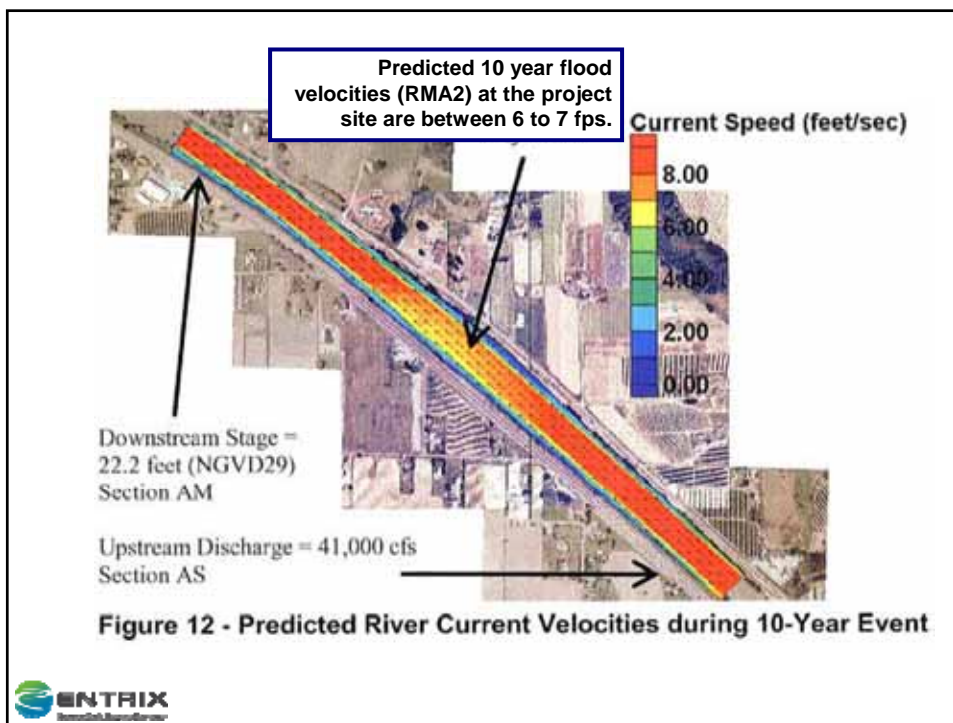 Predicted 10 year flood
velocities (RMA2) at the project
site are between 6 to 7 fps.
Current Speed (feet/sec)
8.00
6.00
4.00
2.00
0.00
Downstream Stage =
22.2 feet (NGVD29)
Section AM
Upstream Discharge = 41,000 cfs
Section AS
Figure 12 - Predicted River Current Velocities during 10-Year Event
ENTRIX